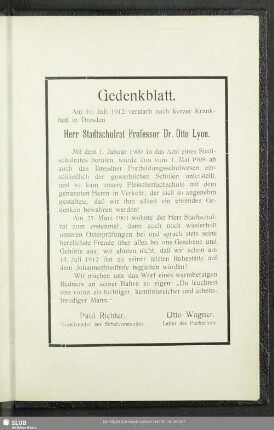 Gedenkblatt.
Am 10. Juli 1912 verstarb nach kurzer Krank-
heit in Dresden
Herr Stadtschulrat Professor Dr. Otto Lyon.
Mit dem 1. Januar 1900 in das Amt eines Stadt-
schulrates berufen, wurde ihm vom 1. Mai 1908 ab
auch das Dresdner Fortbildungsschulwesen ein-
schließlich der gewerblichen Schulen unterstellt,
und so kam unsere Fleischerfachschule mit dem
genannten Herrn in Verkehr, der sich so angenehm
gestaltete, daß wir ihm allzeit ein ehrendes Ge-
denken bewahren werden!
Am 25. März 1901 wohnte der Herr Stadtschul-
rat zum erstenmal, dann auch noch wiederholt
unseren Osterprüfungen bei und sprach stets seine
herzlichste Freude über alles bei uns Gesehene und
Gehörte aus; wir ahnten nicht, daß wir schon am
13. Juli 1912 ihn zu seiner letzten Ruhestätte auf
dem Johannesfriedhofe begleiten würden!
Wir machen uns das Wort eines warmherzigen
Redners an seiner Bahre zu eigen: „Du leuchtest
uns voran als tüchtiger, kenntnisreicher und arbeits-
freudiger Mann.“
Paul Richter, Otto Wagner,
Vorsitzender des Schulvorstandes. Leiter der Fachschule.
SLUB